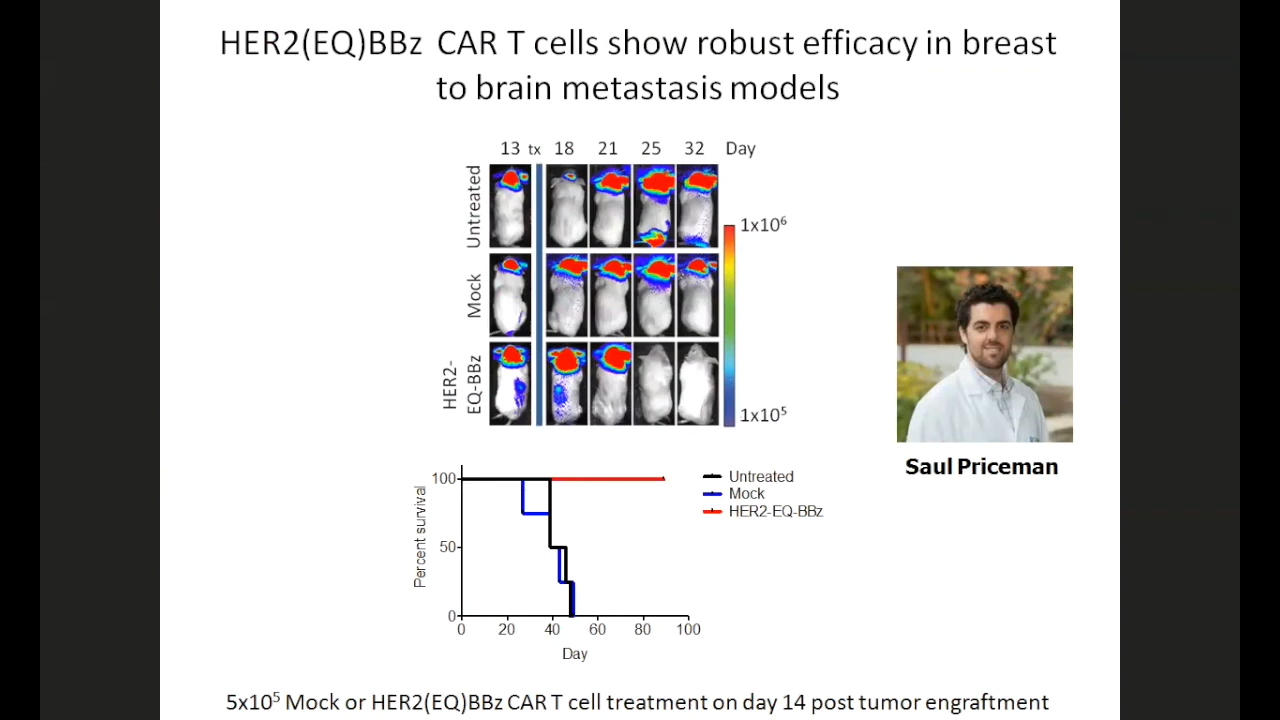 HER2(EQ)BBz CAR T cells show robust efficacy in breast
to brain metastasis models
13 tx 18 21 25 32 Day
Untreated
Mock
HER2-
EQ-BBz
1x10⁶
1x10⁵
Saul Priceman
Percent survival
100
50
0
0 20 40 60 80 100
Day
Untreated
Mock
HER2-EQ-BBz
5x10⁵ Mock or HER2(EQ)BBz CAR T cell treatment on day 14 post tumor engraftment